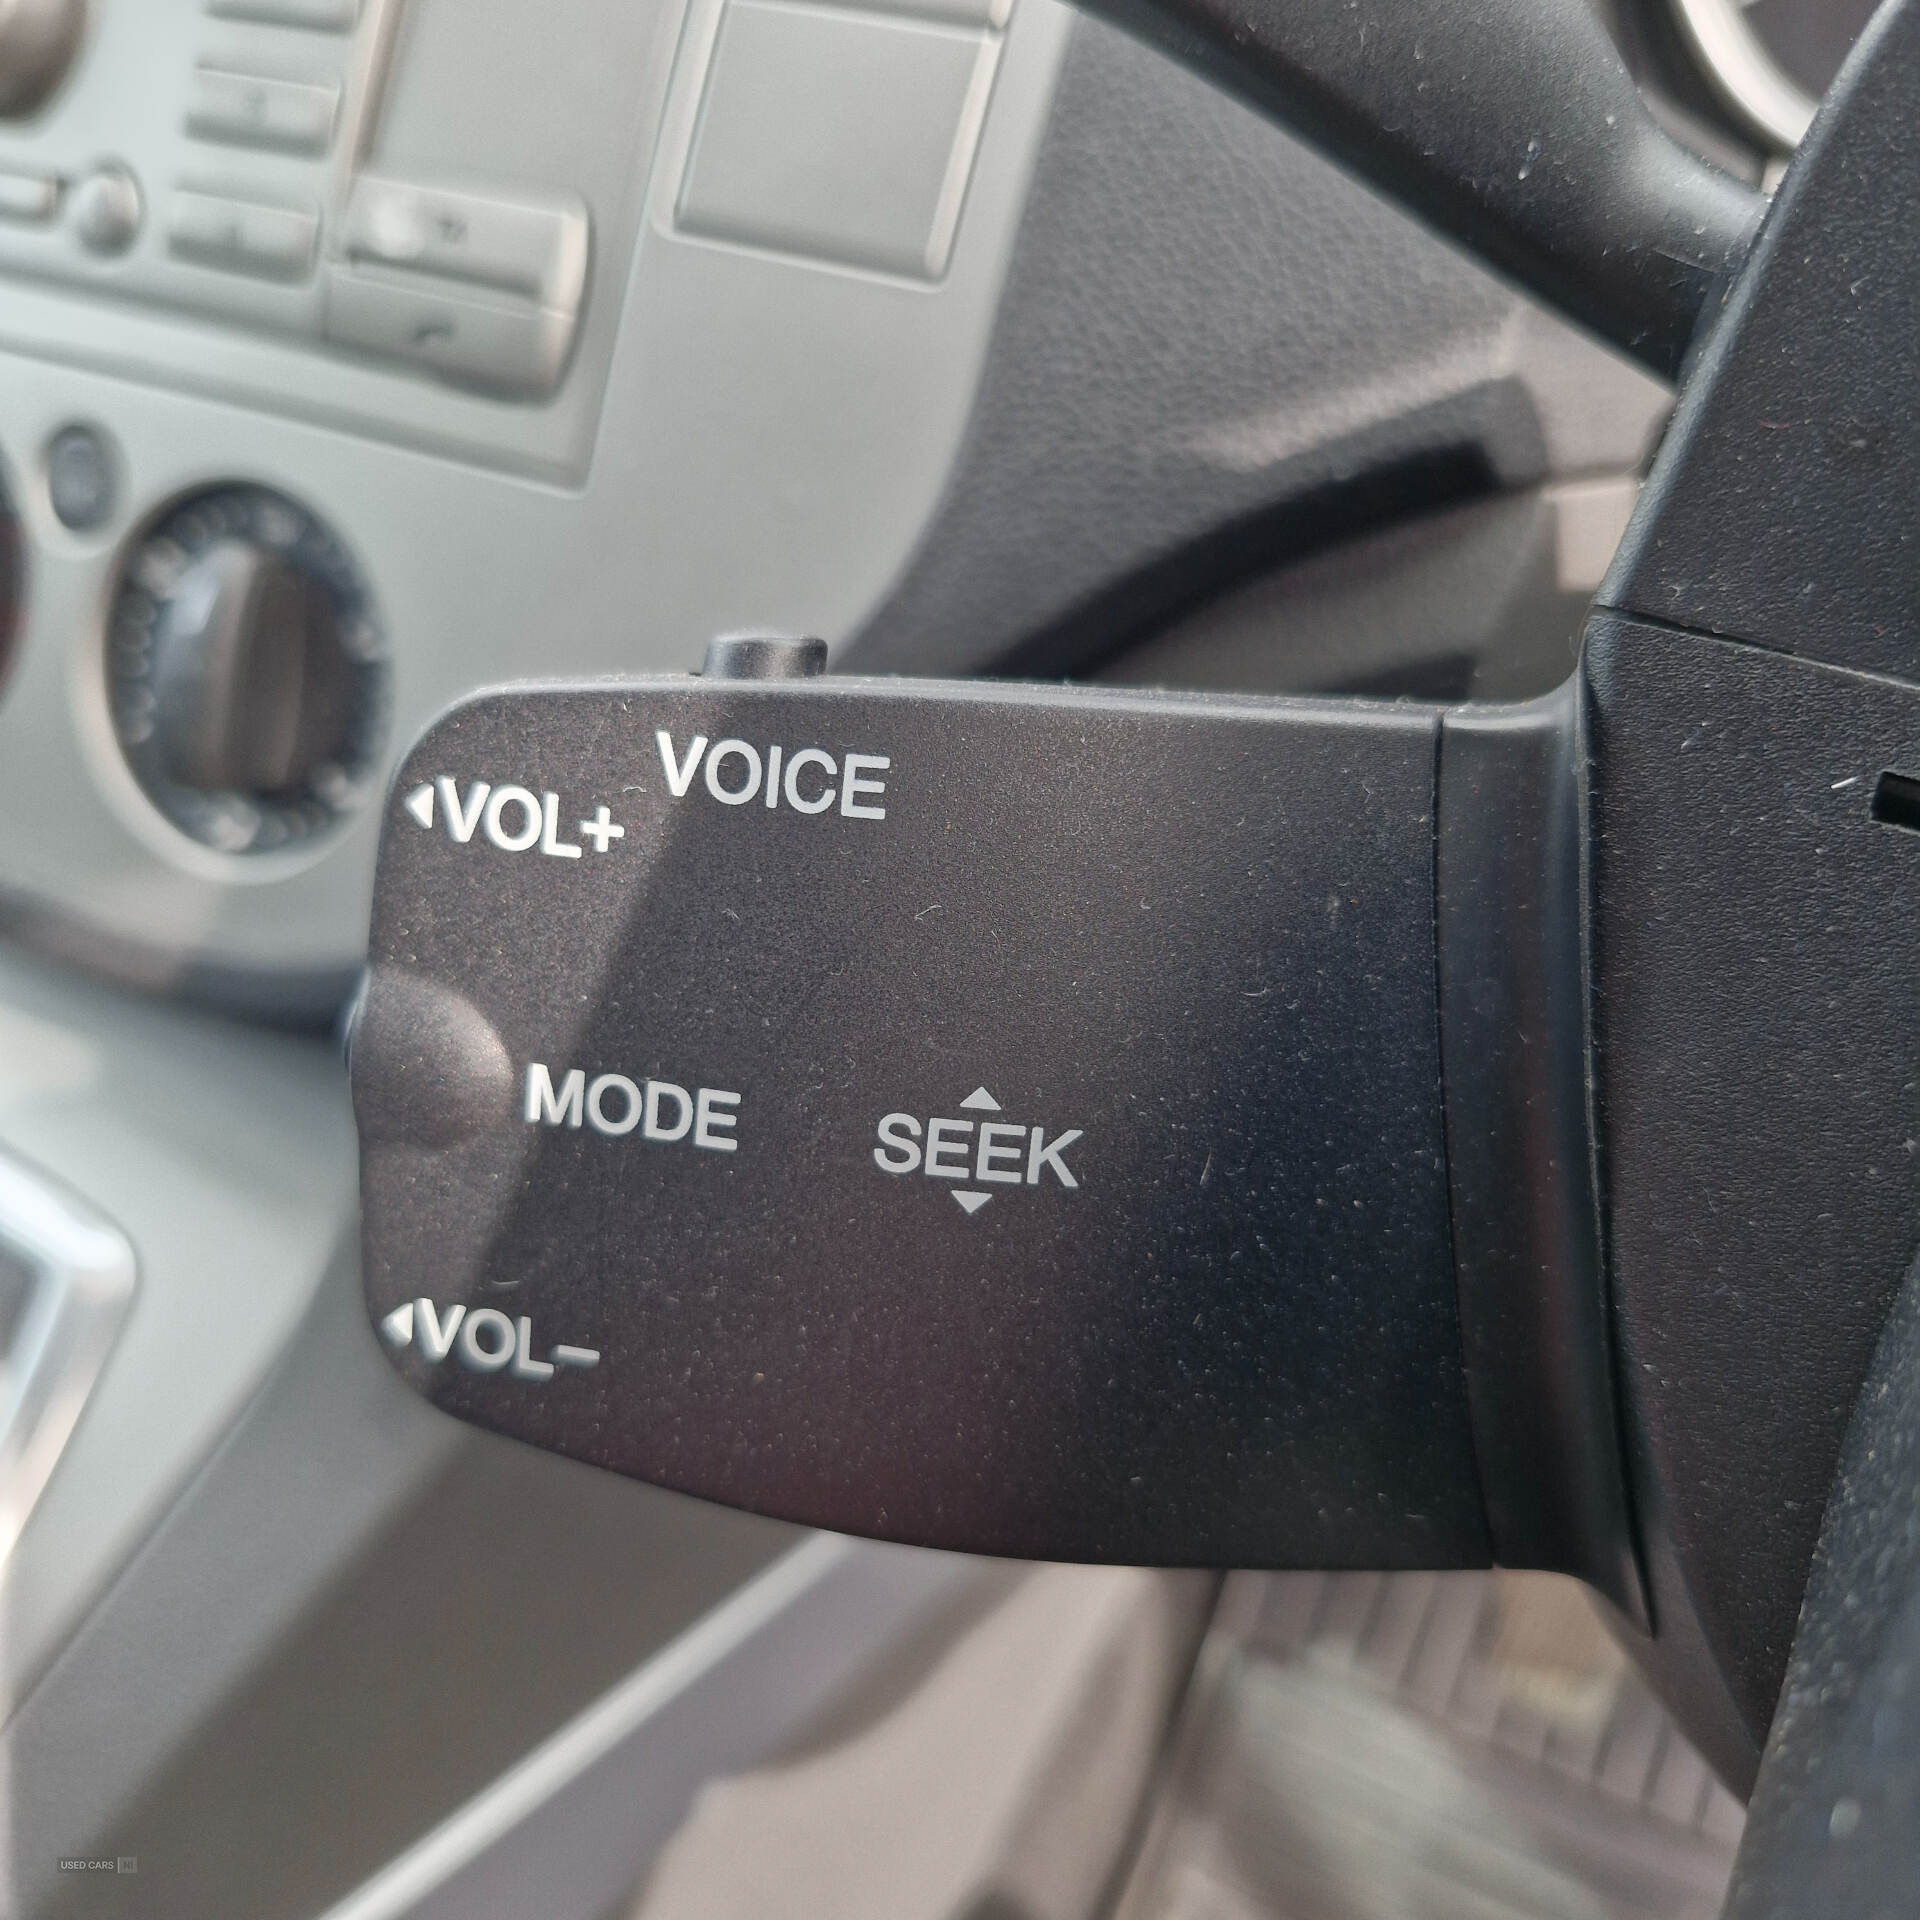 VOICE
◀VOL+
MODE
▲
SEEK
▼
◀VOL−
USED CARS NI